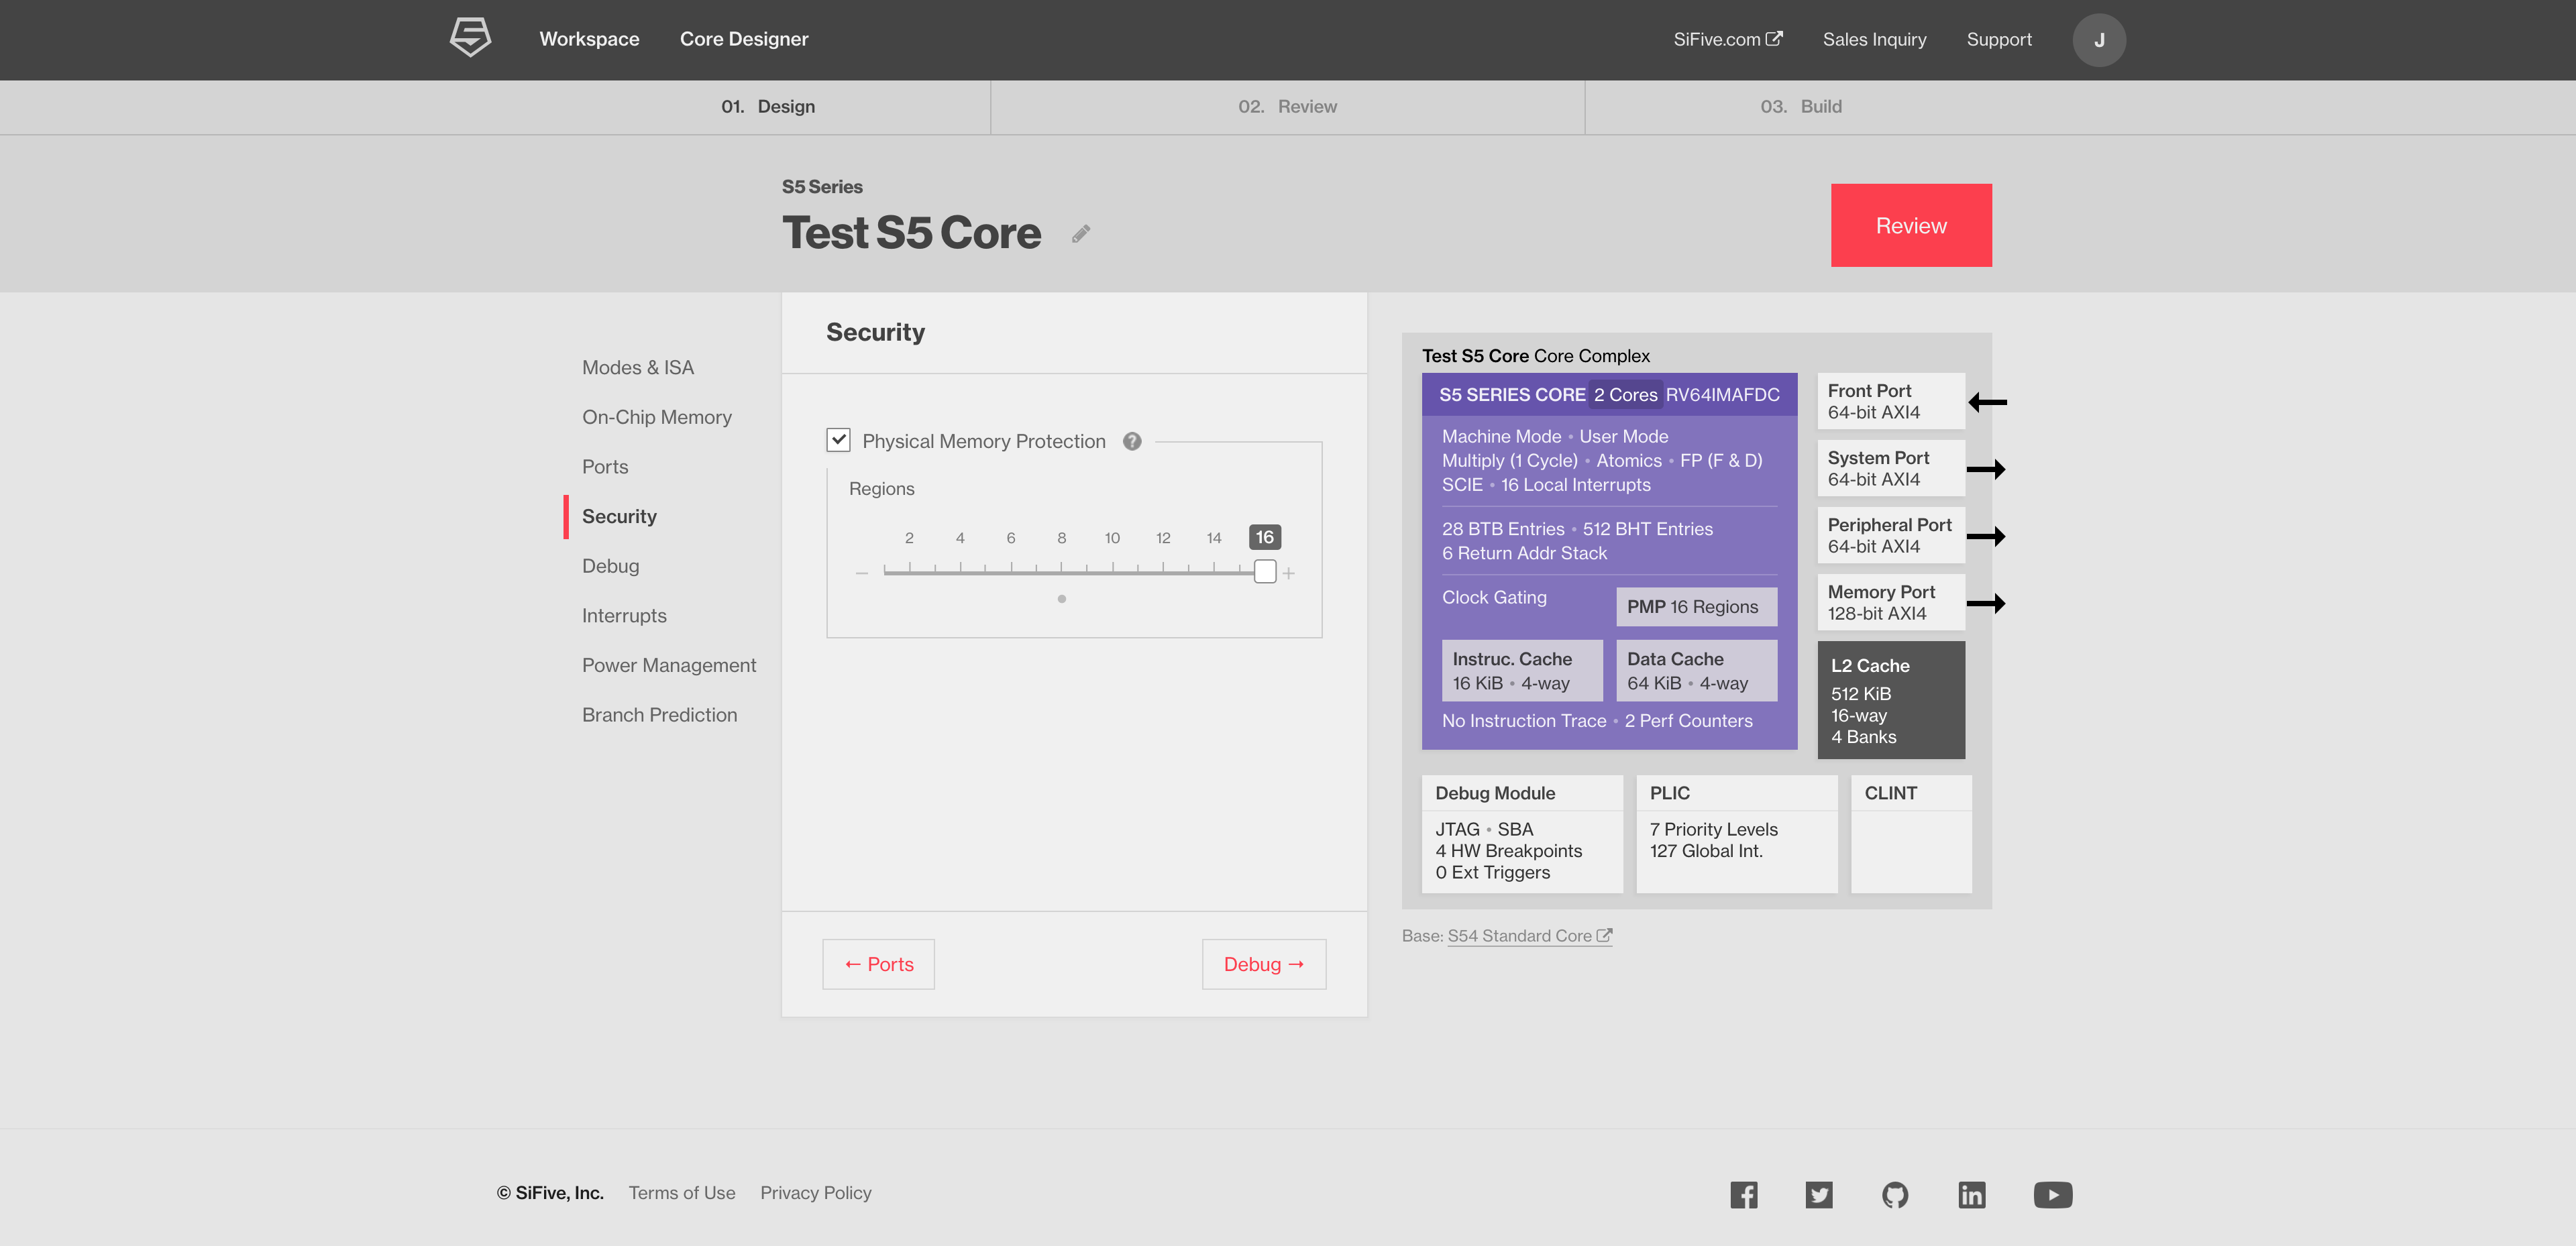 Workspace
Core Designer
SiFive.com
Sales Inquiry
Support
J
01. Design
02. Review
03. Build
S5 Series
Test S5 Core
Review
Modes & ISA
On-Chip Memory
Ports
Security
Debug
Interrupts
Power Management
Branch Prediction
Security
Physical Memory Protection ?
Regions
2 4 6 8 10 12 14 16
− +
← Ports
Debug →
Test S5 Core Core Complex
S5 SERIES CORE 2 Cores RV64IMAFDC
Machine Mode • User Mode
Multiply (1 Cycle) • Atomics • FP (F & D)
SCIE • 16 Local Interrupts
28 BTB Entries • 512 BHT Entries
6 Return Addr Stack
Clock Gating
PMP 16 Regions
Instruc. Cache
16 KiB • 4-way
Data Cache
64 KiB • 4-way
No Instruction Trace • 2 Perf Counters
Front Port
64-bit AXI4
System Port
64-bit AXI4
Peripheral Port
64-bit AXI4
Memory Port
128-bit AXI4
L2 Cache
512 KiB
16-way
4 Banks
Debug Module
JTAG • SBA
4 HW Breakpoints
0 Ext Triggers
PLIC
7 Priority Levels
127 Global Int.
CLINT
Base: S54 Standard Core
© SiFive, Inc.
Terms of Use
Privacy Policy